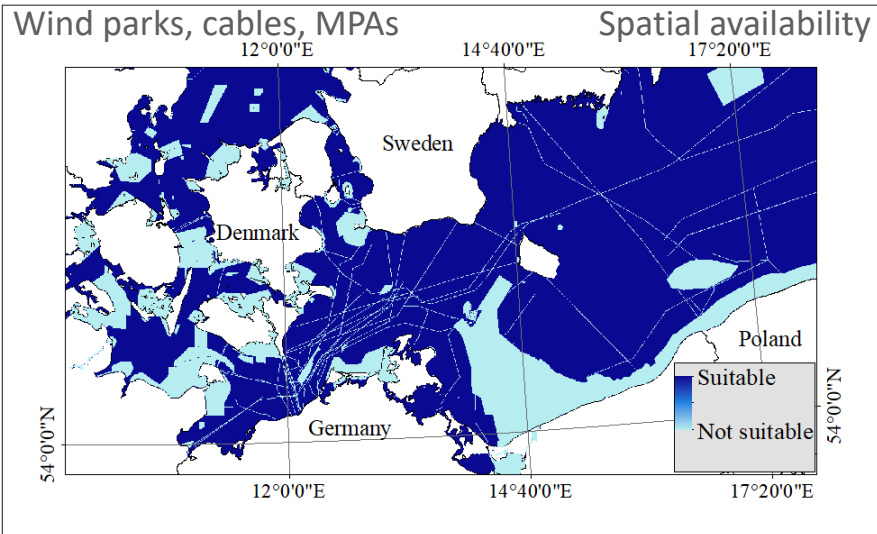 Wind parks, cables, MPAs
Spatial availability
12°0'0"E
14°40'0"E
17°20'0"E
Sweden
Denmark
Poland
Suitable
Not suitable
Germany
54°0'0"N
54°0'0"N
12°0'0"E
14°40'0"E
17°20'0"E